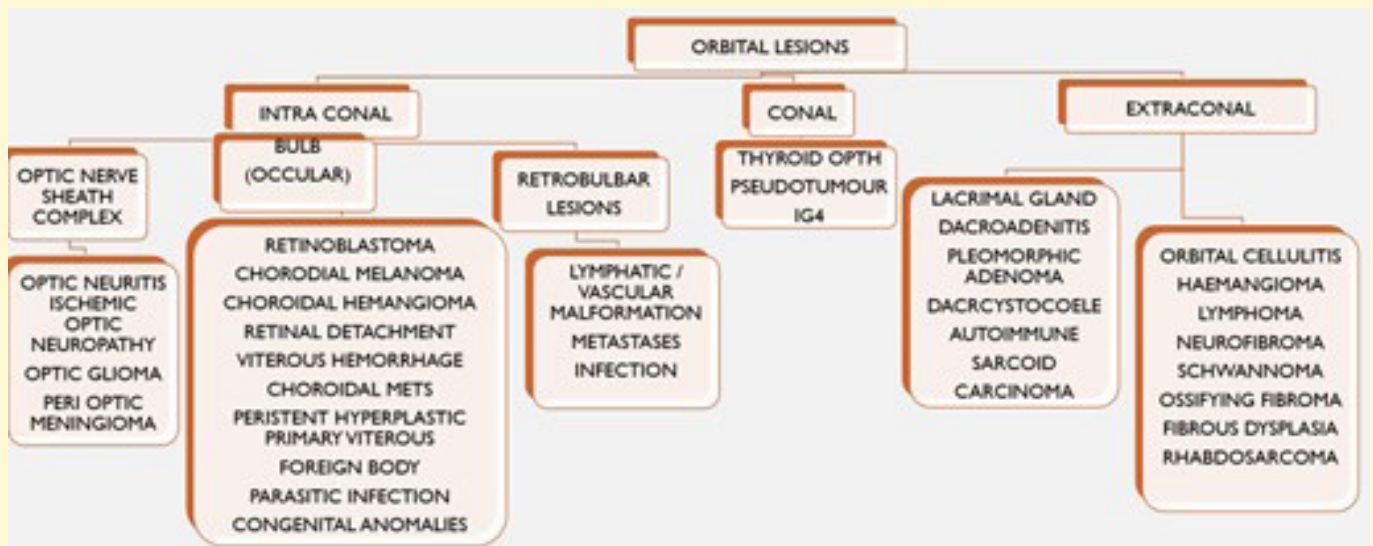 ORBITAL LESIONS
INTRA CONAL
CONAL
EXTRACONAL
OPTIC NERVE
SHEATH
COMPLEX
BULB
(OCCULAR)
RETROBULBAR
LESIONS
THYROID OPTH
PSEUDOTUMOUR
IG4
OPTIC NEURITIS
ISCHEMIC
OPTIC
NEUROPATHY
OPTIC GLIOMA
PERI OPTIC
MENINGIOMA
RETINOBLASTOMA
CHORODIAL MELANOMA
CHOROIDAL HEMANGIOMA
RETINAL DETACHMENT
VITEROUS HEMORRHAGE
CHOROIDAL METS
PERISTENT HYPERPLASTIC
PRIMARY VITEROUS
FOREIGN BODY
PARASITIC INFECTION
CONGENITAL ANOMALIES
LYMPHATIC /
VASCULAR
MALFORMATION
METASTASES
INFECTION
LACRIMAL GLAND
DACROADENITIS
PLEOMORPHIC
ADENOMA
DACRCYSTOCOELE
AUTOIMMUNE
SARCOID
CARCINOMA
ORBITAL CELLULITIS
HAEMANGIOMA
LYMPHOMA
NEUROFIBROMA
SCHWANNOMA
OSSIFYING FIBROMA
FIBROUS DYSPLASIA
RHABDOSARCOMA